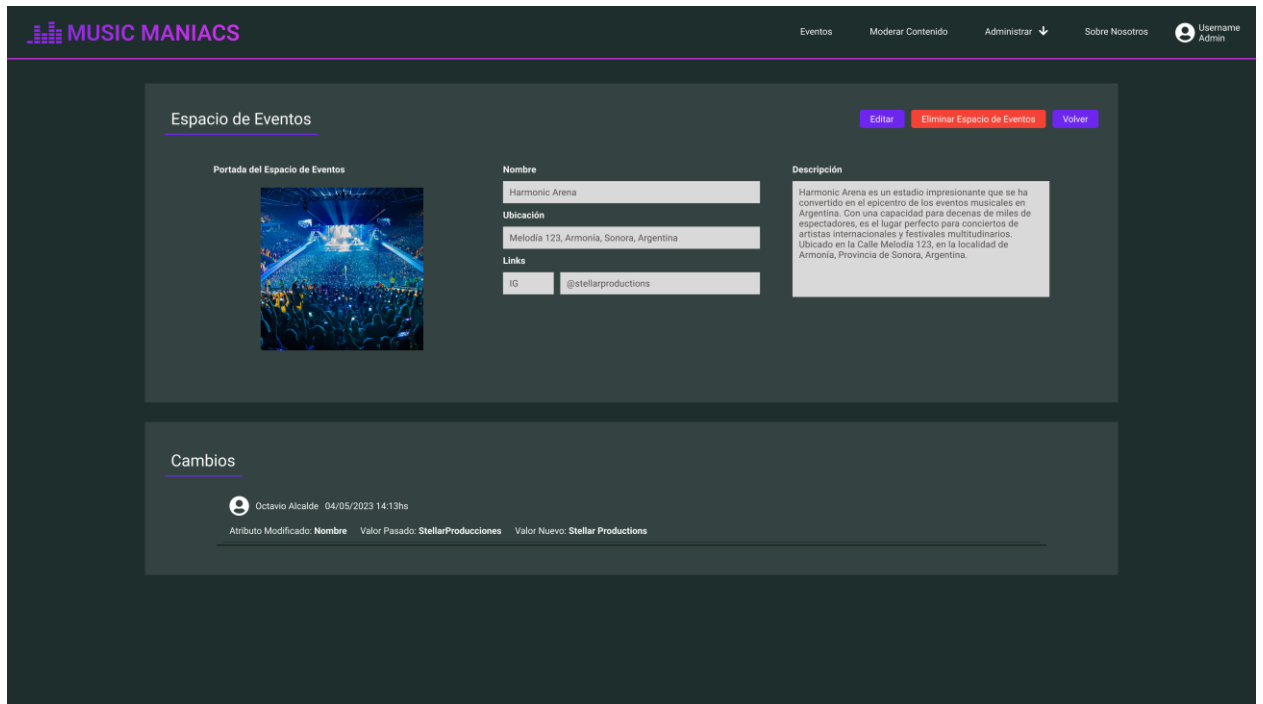 MUSIC MANIACS
Eventos
Moderar Contenido
Administrar
Sobre Nosotros
Username
Admin
Espacio de Eventos
Editar
Eliminar Espacio de Eventos
Volver
Portada del Espacio de Eventos
Nombre
Harmonic Arena
Ubicación
Melodía 123, Armonía, Sonora, Argentina
Links
IG
@stellarproductions
Descripción
Harmonic Arena es un estadio impresionante que se ha
convertido en el epicentro de los eventos musicales en
Argentina. Con una capacidad para decenas de miles de
espectadores, es el lugar perfecto para conciertos de
artistas internacionales y festivales multitudinarios.
Ubicado en la Calle Melodía 123, en la localidad de
Armonía, Provincia de Sonora, Argentina.
Cambios
Octavio Alcalde 04/05/2023 14:13hs
Atributo Modificado: Nombre Valor Pasado: StellarProducciones Valor Nuevo: Stellar Productions